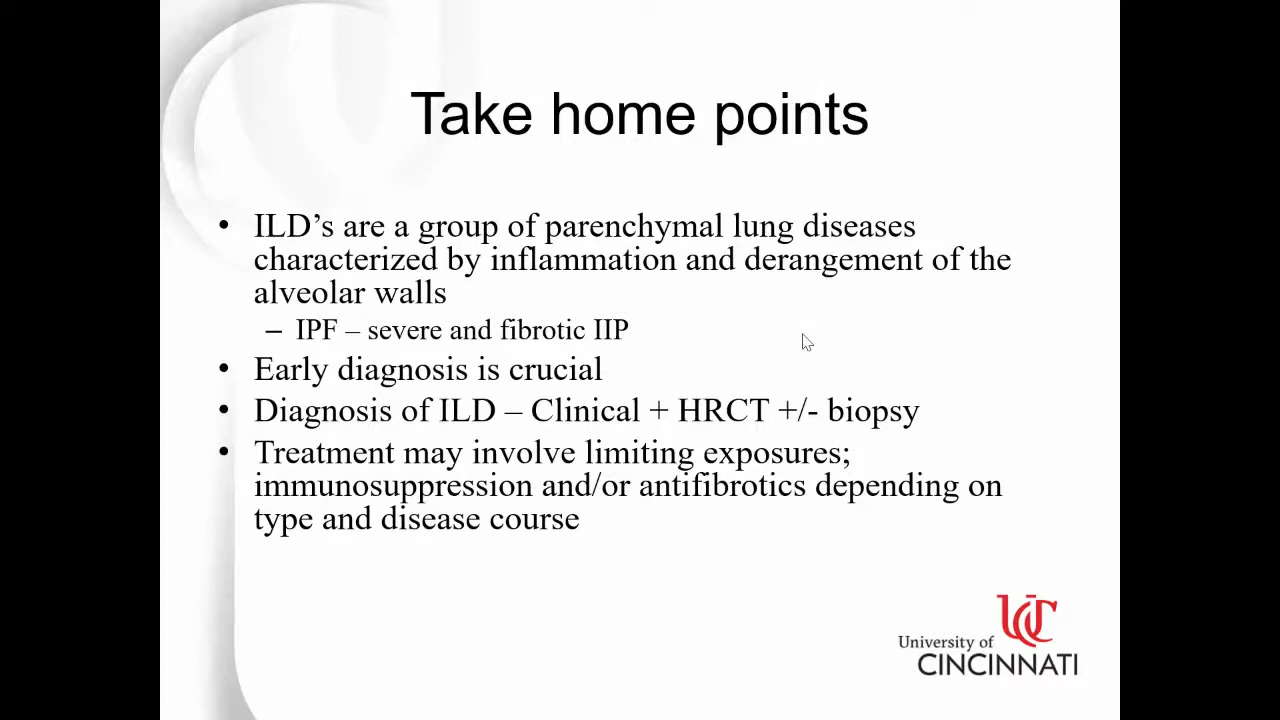 Take home points
• ILD’s are a group of parenchymal lung diseases
characterized by inflammation and derangement of the
alveolar walls
– IPF – severe and fibrotic IIP
• Early diagnosis is crucial
• Diagnosis of ILD – Clinical + HRCT +/- biopsy
• Treatment may involve limiting exposures;
immunosuppression and/or antifibrotics depending on
type and disease course
UC
University of
CINCINNATI